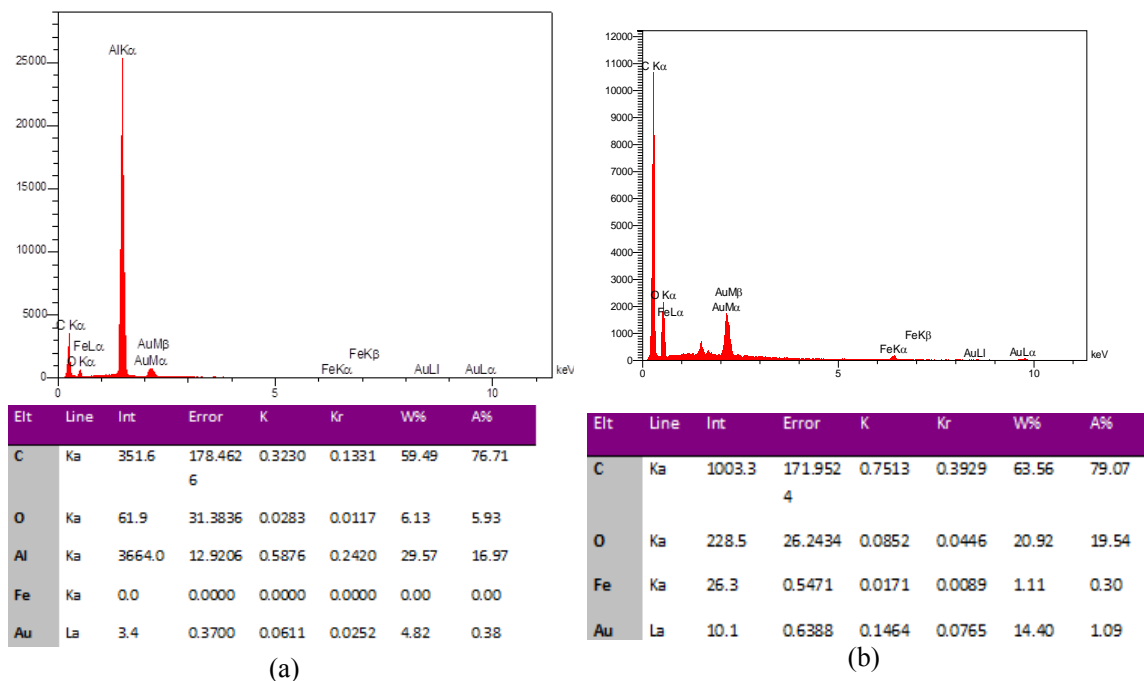 25000
20000
15000
10000
5000
0
AlKα
C Kα
FeLα
O Kα
AuMβ
AuMα
FeKβ
FeKα
AuLl
AuLα
keV
0
5
10
Elt Line Int Error K Kr W% A%
C Ka 351.6 178.462 0.3230 0.1331 59.49 76.71
6
O Ka 61.9 31.3836 0.0283 0.0117 6.13 5.93
Al Ka 3664.0 12.9206 0.5876 0.2420 29.57 16.97
Fe Ka 0.0 0.0000 0.0000 0.0000 0.00 0.00
Au La 3.4 0.3700 0.0611 0.0252 4.82 0.38
(a)
12000
11000
10000
9000
8000
7000
6000
5000
4000
3000
2000
1000
0
C Kα
O Kα
FeLα
AuMβ
AuMα
FeKβ
FeKα
AuLl
AuLα
keV
0
5
10
Elt Line Int Error K Kr W% A%
C Ka 1003.3 171.952 0.7513 0.3929 63.56 79.07
4
O Ka 228.5 26.2434 0.0852 0.0446 20.92 19.54
Fe Ka 26.3 0.5471 0.0171 0.0089 1.11 0.30
Au La 10.1 0.6388 0.1464 0.0765 14.40 1.09
(b)